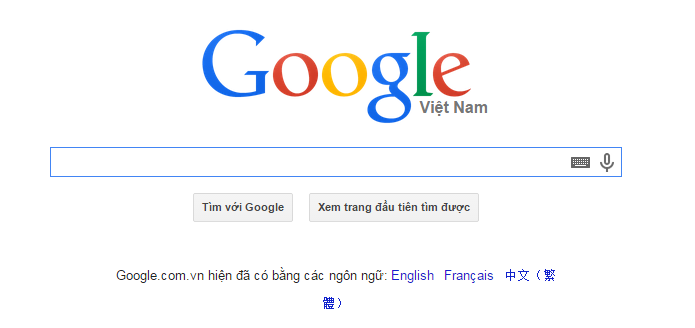 Google
Việt Nam
Tìm với Google
Xem trang đầu tiên tìm được
Google.com.vn hiện đã có bằng các ngôn ngữ: English Français 中文（繁
體）